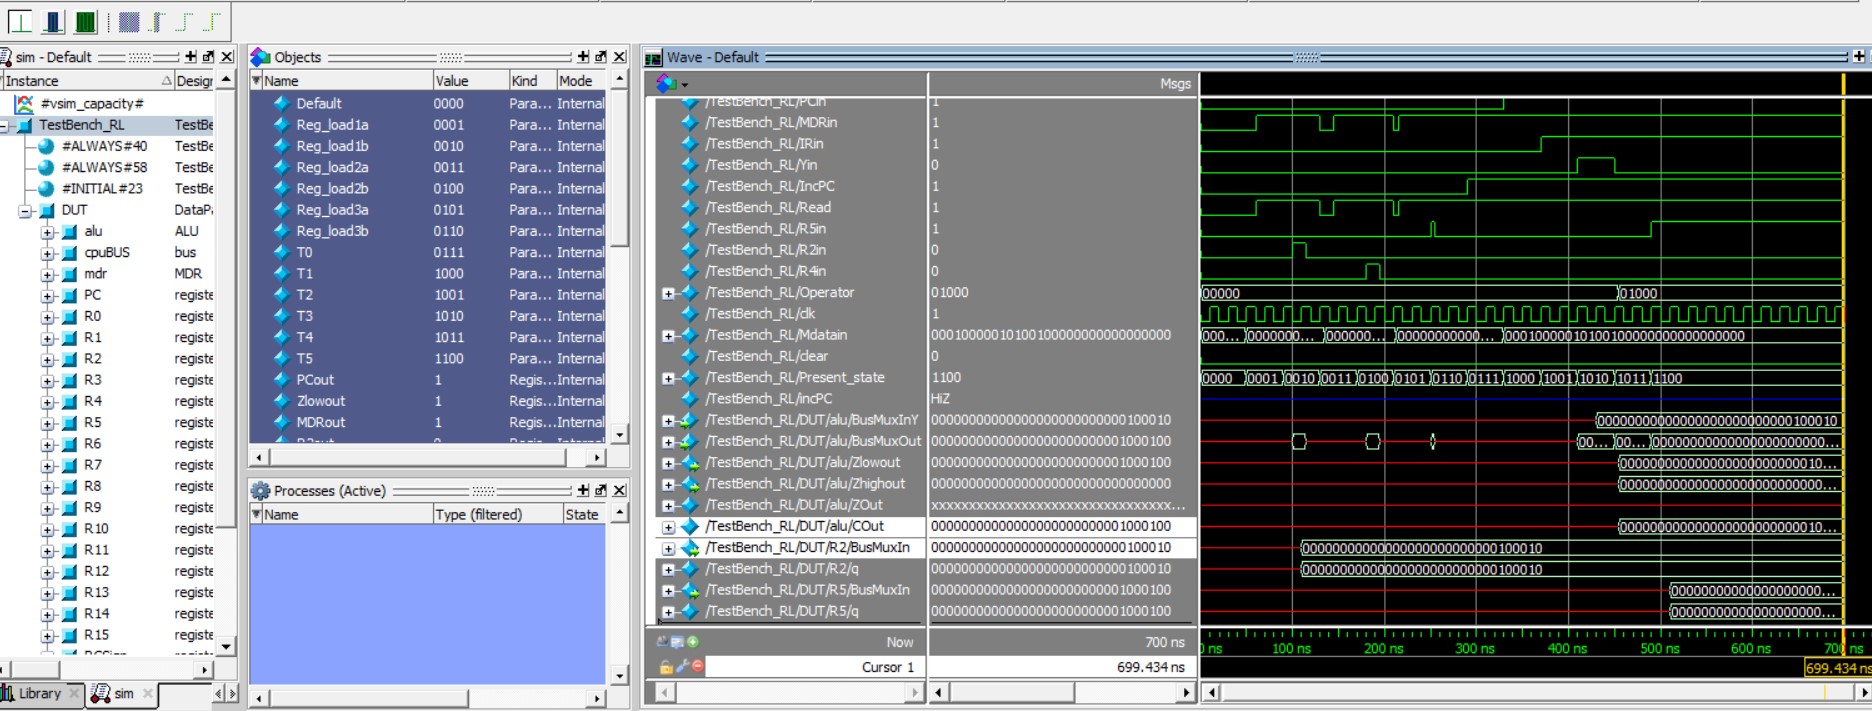 sim - Default
Instance Design
#vsim_capacity#
TestBench_RL TestBe
#ALWAYS#40 TestBe
#ALWAYS#58 TestBe
#INITIAL#23 TestBe
DUT DataPa
alu ALU
cpuBUS bus
mdr MDR
PC registe
R0 registe
R1 registe
R2 registe
R3 registe
R4 registe
R5 registe
R6 registe
R7 registe
R8 registe
R9 registe
R10 registe
R11 registe
R12 registe
R13 registe
R14 registe
R15 registe
Library sim
Objects
Name Value Kind Mode
Default 0000 Para... Internal
Reg_load1a 0001 Para... Internal
Reg_load1b 0010 Para... Internal
Reg_load2a 0011 Para... Internal
Reg_load2b 0100 Para... Internal
Reg_load3a 0101 Para... Internal
Reg_load3b 0110 Para... Internal
T0 0111 Para... Internal
T1 1000 Para... Internal
T2 1001 Para... Internal
T3 1010 Para... Internal
T4 1011 Para... Internal
T5 1100 Para... Internal
PCout 1 Regis... Internal
Zlowout 1 Regis... Internal
MDRout 1 Regis... Internal
Processes (Active)
Name Type (filtered) State
Wave - Default
Msgs
/TestBench_RL/PCin 1
/TestBench_RL/MDRin 1
/TestBench_RL/IRin 1
/TestBench_RL/Yin 0
/TestBench_RL/IncPC 1
/TestBench_RL/Read 1
/TestBench_RL/R5in 1
/TestBench_RL/R2in 0
/TestBench_RL/R4in 0
/TestBench_RL/Operator 01000 00000 01000
/TestBench_RL/clk 1
/TestBench_RL/Mdatain 00010000010100100000000000000000 000... 0000000... 000000... 00000000000... 00010000010100100000000000000000
/TestBench_RL/clear 0
/TestBench_RL/Present_state 1100 0000 0001 0010 0011 0100 0101 0110 0111 1000 1001 1010 1011 1100
/TestBench_RL/incPC HiZ
/TestBench_RL/DUT/alu/BusMuxInY 00000000000000000000000000100010 00000000000000000000000000100010
/TestBench_RL/DUT/alu/BusMuxOut 00000000000000000000000001000100 00... 00... 00000000000000000000000...
/TestBench_RL/DUT/alu/Zlowout 00000000000000000000000001000100 0000000000000000000000000 10...
/TestBench_RL/DUT/alu/Zhighout 00000000000000000000000000000000 0000000000000000000000000000...
/TestBench_RL/DUT/alu/ZOut xxxxxxxxxxxxxxxxxxxxxxxxxxxxxxxx...
/TestBench_RL/DUT/alu/COut 00000000000000000000000001000100 0000000000000000000000000 10...
/TestBench_RL/DUT/R2/BusMuxIn 00000000000000000000000000100010 00000000000000000000000000100010
/TestBench_RL/DUT/R2/q 00000000000000000000000000100010 00000000000000000000000000100010
/TestBench_RL/DUT/R5/BusMuxIn 00000000000000000000000001000100 000000000000000000000...
/TestBench_RL/DUT/R5/q 00000000000000000000000001000100 000000000000000000000...
Now 700 ns ns 100 ns 200 ns 300 ns 400 ns 500 ns 600 ns 700 ns
Cursor 1 699.434 ns 699.434 ns